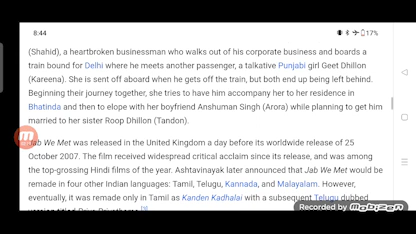 8:44
17%
(Shahid), a heartbroken businessman who walks out of his corporate business and boards a
train bound for Delhi where he meets another passenger, a talkative Punjabi girl Geet Dhillon
(Kareena). She is sent off aboard when he gets off the train, but both end up being left behind.
Beginning their journey together, she tries to have him accompany her to her residence in
Bhatinda and then to elope with her boyfriend Anshuman Singh (Arora) while planning to get him
married to her sister Roop Dhillon (Tandon).
Jab We Met was released in the United Kingdom a day before its worldwide release of 25
October 2007. The film received widespread critical acclaim since its release, and was among
the top-grossing Hindi films of the year. Ashtavinayak later announced that Jab We Met would be
remade in four other Indian languages: Tamil, Telugu, Kannada, and Malayalam. However,
eventually, it was remade only in Tamil as Kanden Kadhalai with a subsequent Telugu dubbed
version titled Priya Priyathama.
Recorded by Mobizen